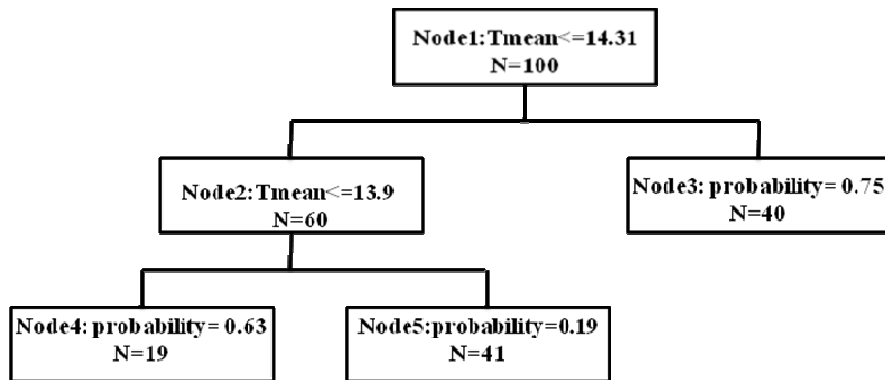 Node1:Tmean<=14.31
N=100
Node2:Tmean<=13.9
N=60
Node3: probability= 0.75
N=40
Node4: probability= 0.63
N=19
Node5:probability=0.19
N=41